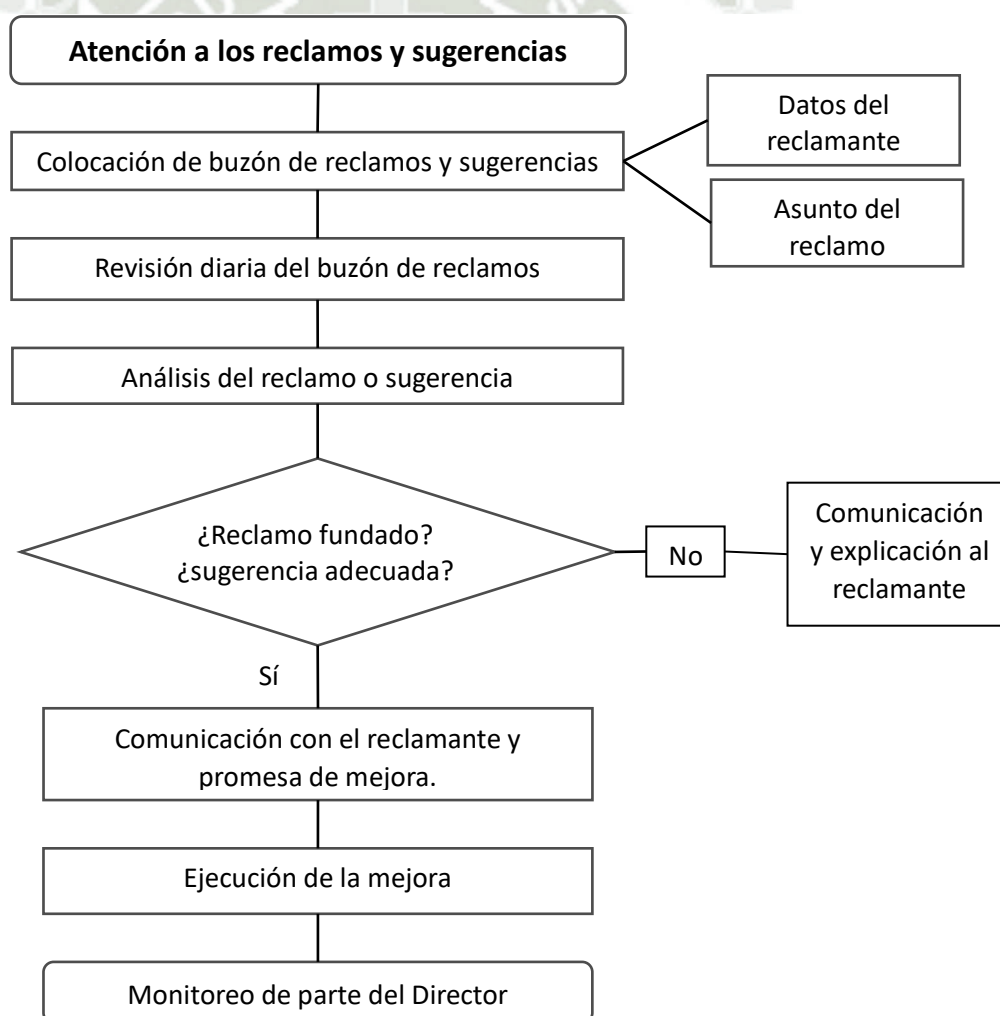 Atención a los reclamos y sugerencias
Colocación de buzón de reclamos y sugerencias
Datos del
reclamante
Asunto del
reclamo
Revisión diaria del buzón de reclamos
Análisis del reclamo o sugerencia
¿Reclamo fundado?
¿sugerencia adecuada?
No
Comunicación
y explicación al
reclamante
Sí
Comunicación con el reclamante y
promesa de mejora.
Ejecución de la mejora
Monitoreo de parte del Director